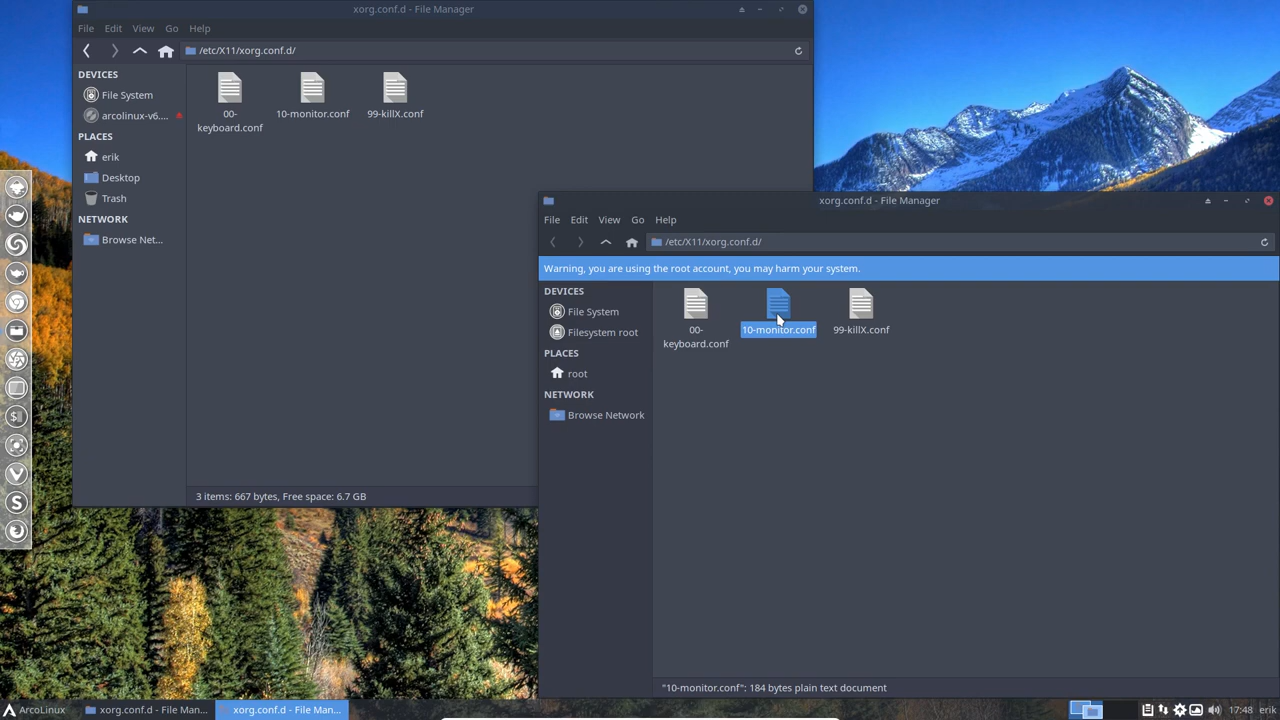 xorg.conf.d - File Manager
File Edit View Go Help
/etc/X11/xorg.conf.d/
DEVICES
File System
arcolinux-v6....
PLACES
erik
Desktop
Trash
NETWORK
Browse Net...
00-
keyboard.conf
10-monitor.conf
99-killX.conf
3 items: 667 bytes, Free space: 6.7 GB
xorg.conf.d - File Manager
File Edit View Go Help
/etc/X11/xorg.conf.d/
Warning, you are using the root account, you may harm your system.
DEVICES
File System
Filesystem root
PLACES
root
NETWORK
Browse Network
00-
keyboard.conf
10-monitor.conf
99-killX.conf
"10-monitor.conf": 184 bytes plain text document
ArcoLinux
xorg.conf.d - File Man...
xorg.conf.d - File Man...
17:48 erik